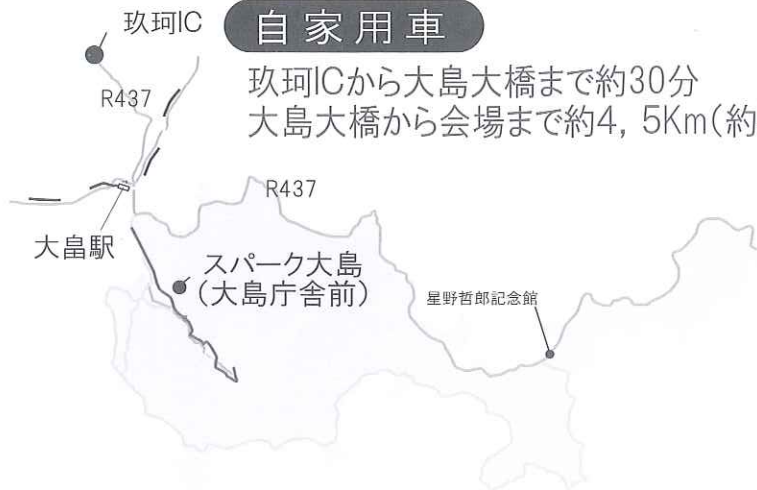 玖珂IC
自家用車
玖珂ICから大島大橋まで約30分
大島大橋から会場まで約4, 5Km(約
R437
R437
大畠駅
スパーク大島
(大島庁舎前)
星野哲郎記念館